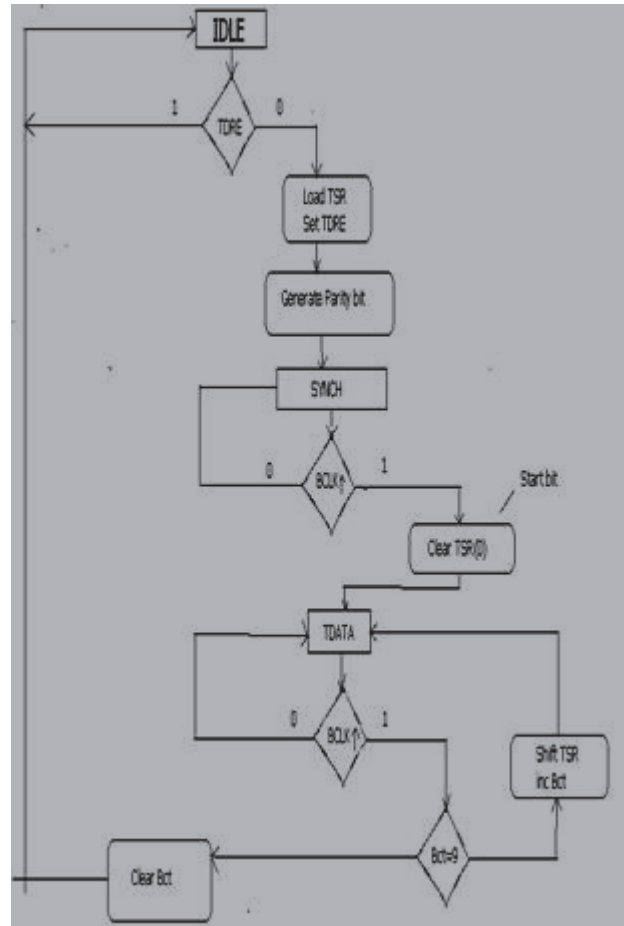 IDLE
1
0
TDRE
Load TSR
Set TDRE
Generate Parity bit
SYNCH
0
BCLK↑
1
Start bit
Clear TSR(0)
TDATA
0
BCLK↑
1
Shift TSR
inc Bct
Bct=9
Clear Bct